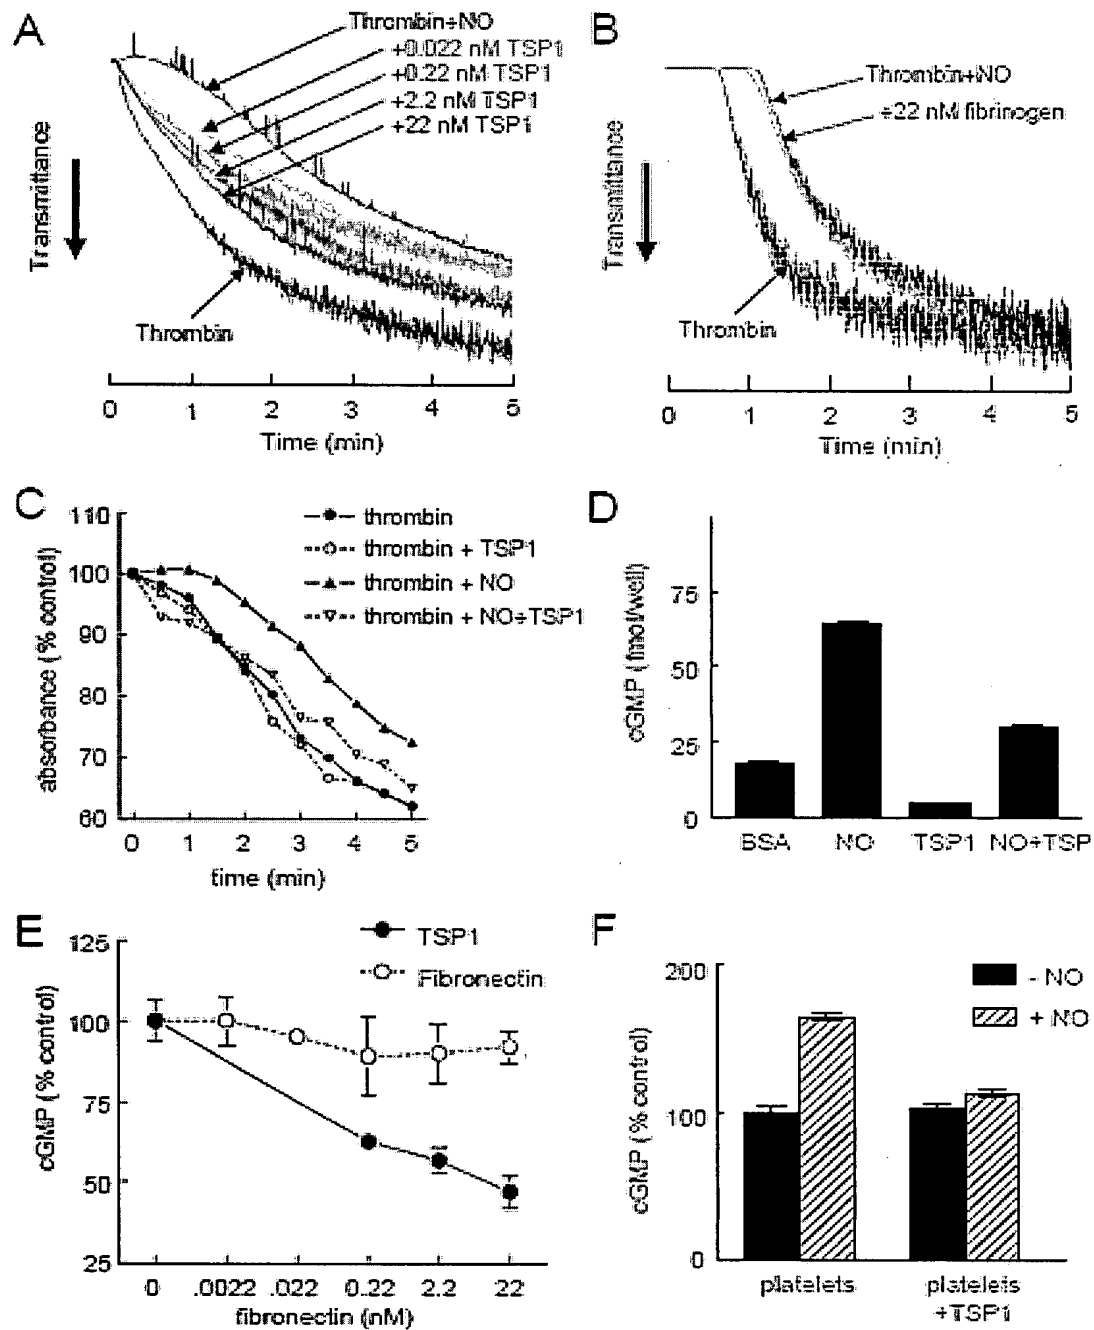 A
Thrombin+NO
+0.022 nM TSP1
+0.22 nM TSP1
+2.2 nM TSP1
+22 nM TSP1
Transmittance
Thrombin
0 1 2 3 4 5
Time (min)
B
Thrombin+NO
+22 nM fibrinogen
Transmittance
Thrombin
0 1 2 3 4 5
Time (min)
C
110
100
90
80
70
60
absorbance (% control)
thrombin
thrombin + TSP1
thrombin + NO
thrombin + NO+TSP1
0 1 2 3 4 5
time (min)
D
75
50
25
0
cGMP (fmol/well)
BSA NO TSP1 NO+TSP
E
125
100
75
50
25
cGMP (% control)
TSP1
Fibronectin
0 .0022 .022 0.22 2.2 22
fibronectin (nM)
F
200
100
0
cGMP (% control)
- NO
+ NO
platelets platelets
+TSP1